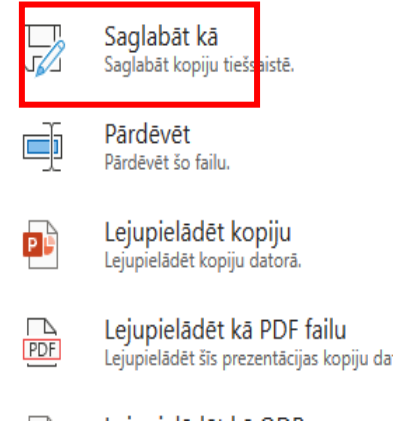 Saglabāt kā
Saglabāt kopiju tiešsaistē.
Pārdēvēt
Pārdēvēt šo failu.
P
Lejupielādēt kopiju
Lejupielādēt kopiju datorā.
PDF
Lejupielādēt kā PDF failu
Lejupielādēt šīs prezentācijas kopiju da